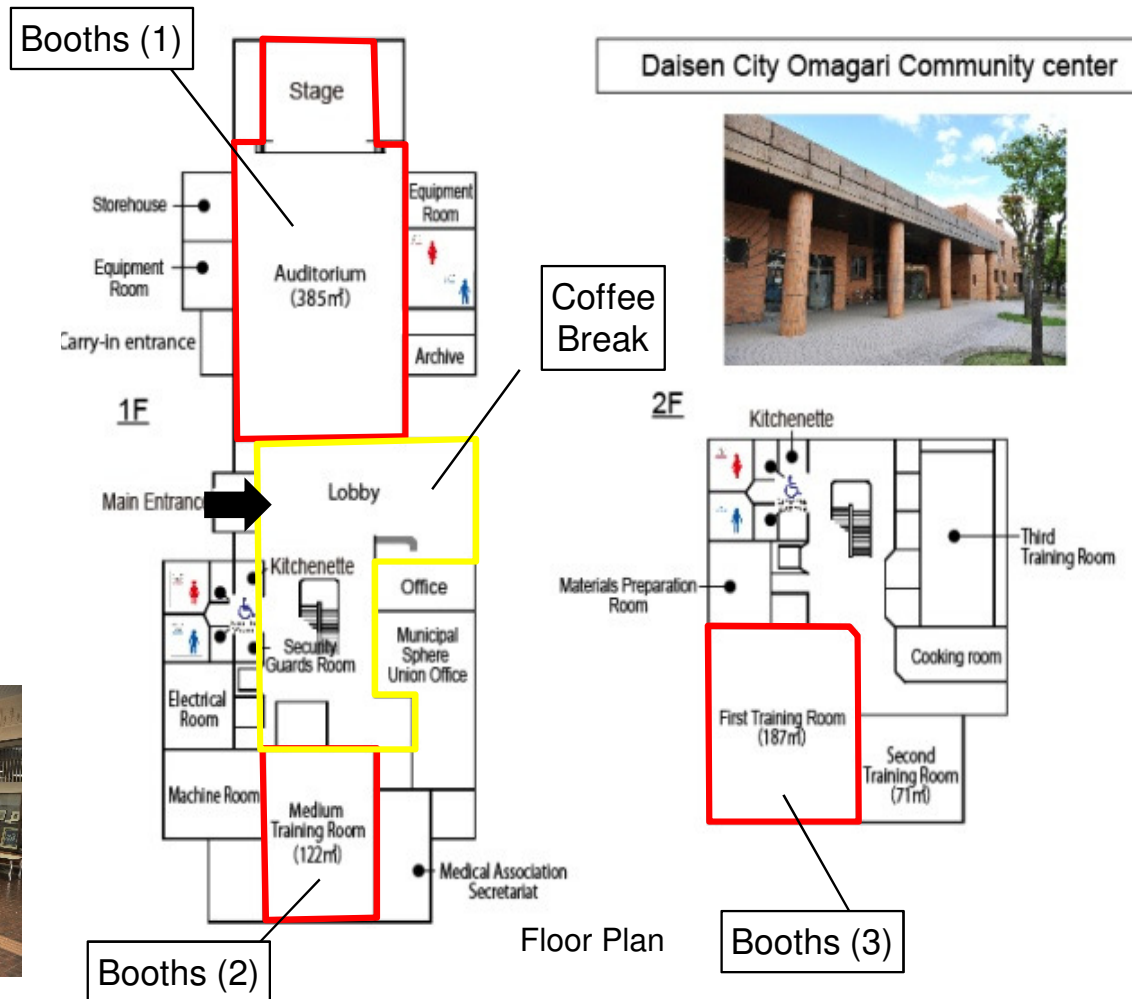 Booths (1)
Daisen City Omagari Community center
Stage
Storehouse
Equipment
Room
Equipment
Room
Auditorium
(385㎡)
Carry-in entrance
Archive
Coffee
Break
1F
2F
Kitchenette
Main Entranc
Lobby
Third
Training Room
Kitchenette
Office
Materials Preparation
Room
Security
Guards Room
Municipal
Sphere
Union Office
Cooking room
Electrical
Room
First Training Room
(187㎡)
Second
Training Room
(71㎡)
Machine Room
Medium
Training Room
(122㎡)
Medical Association
Secretariat
Floor Plan
Booths (2)
Booths (3)